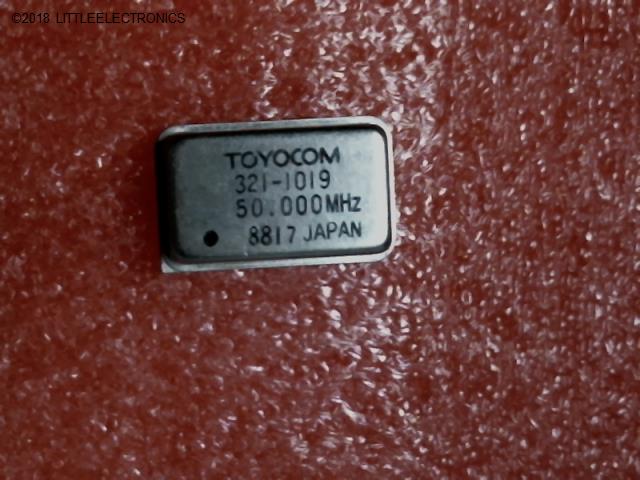 ©2018 LITTLEELECTRONICS
TOYOCOM
321-1019
50.000MHz
8817 JAPAN